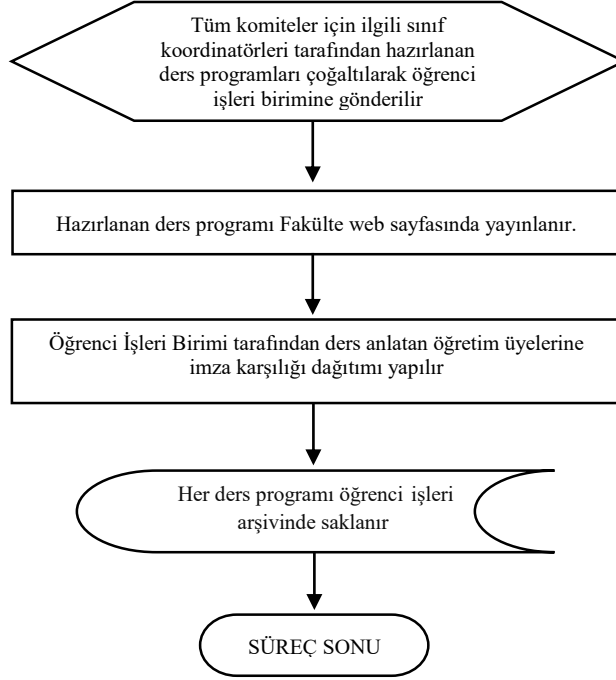 Tüm komiteler için ilgili sınıf
koordinatörleri tarafından hazırlanan
ders programları çoğaltılarak öğrenci
işleri birimine gönderilir
Hazırlanan ders programı Fakülte web sayfasında yayınlanır.
Öğrenci İşleri Birimi tarafından ders anlatan öğretim üyelerine
imza karşılığı dağıtımı yapılır
Her ders programı öğrenci işleri
arşivinde saklanır
SÜREÇ SONU